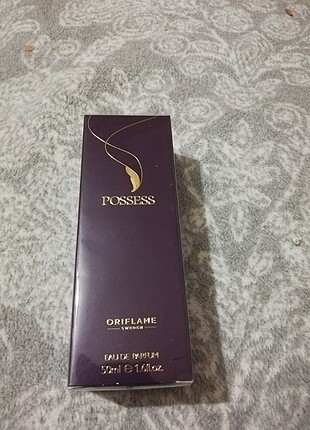 POSSESS
ORIFLAME
SWEDEN
EAU DE PARFUM
50ml ℮ 1.6fl.oz.